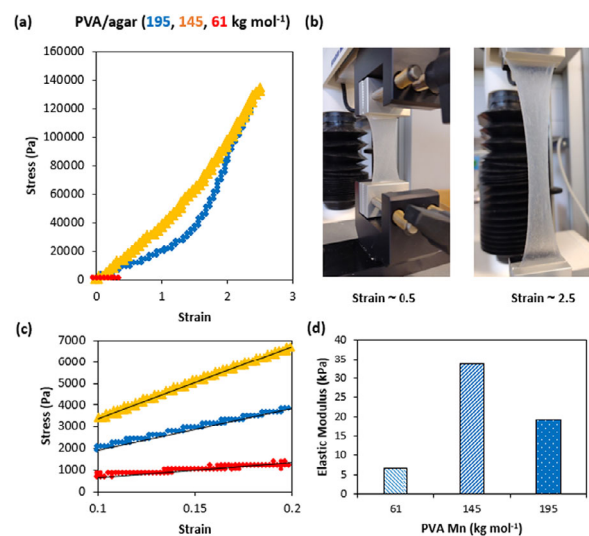 (a) PVA/agar (195, 145, 61 kg mol⁻¹)
160000
140000
120000
100000
80000
60000
40000
20000
0
Stress (Pa)
0 1 2 3
Strain
(b)
Strain ~ 0.5 Strain ~ 2.5
(c)
7000
6000
5000
4000
3000
2000
1000
0
Stress (Pa)
0.1 0.15 0.2
Strain
(d)
40
35
30
25
20
15
10
5
0
Elastic Modulus (kPa)
61 145 195
PVA Mn (kg mol⁻¹)